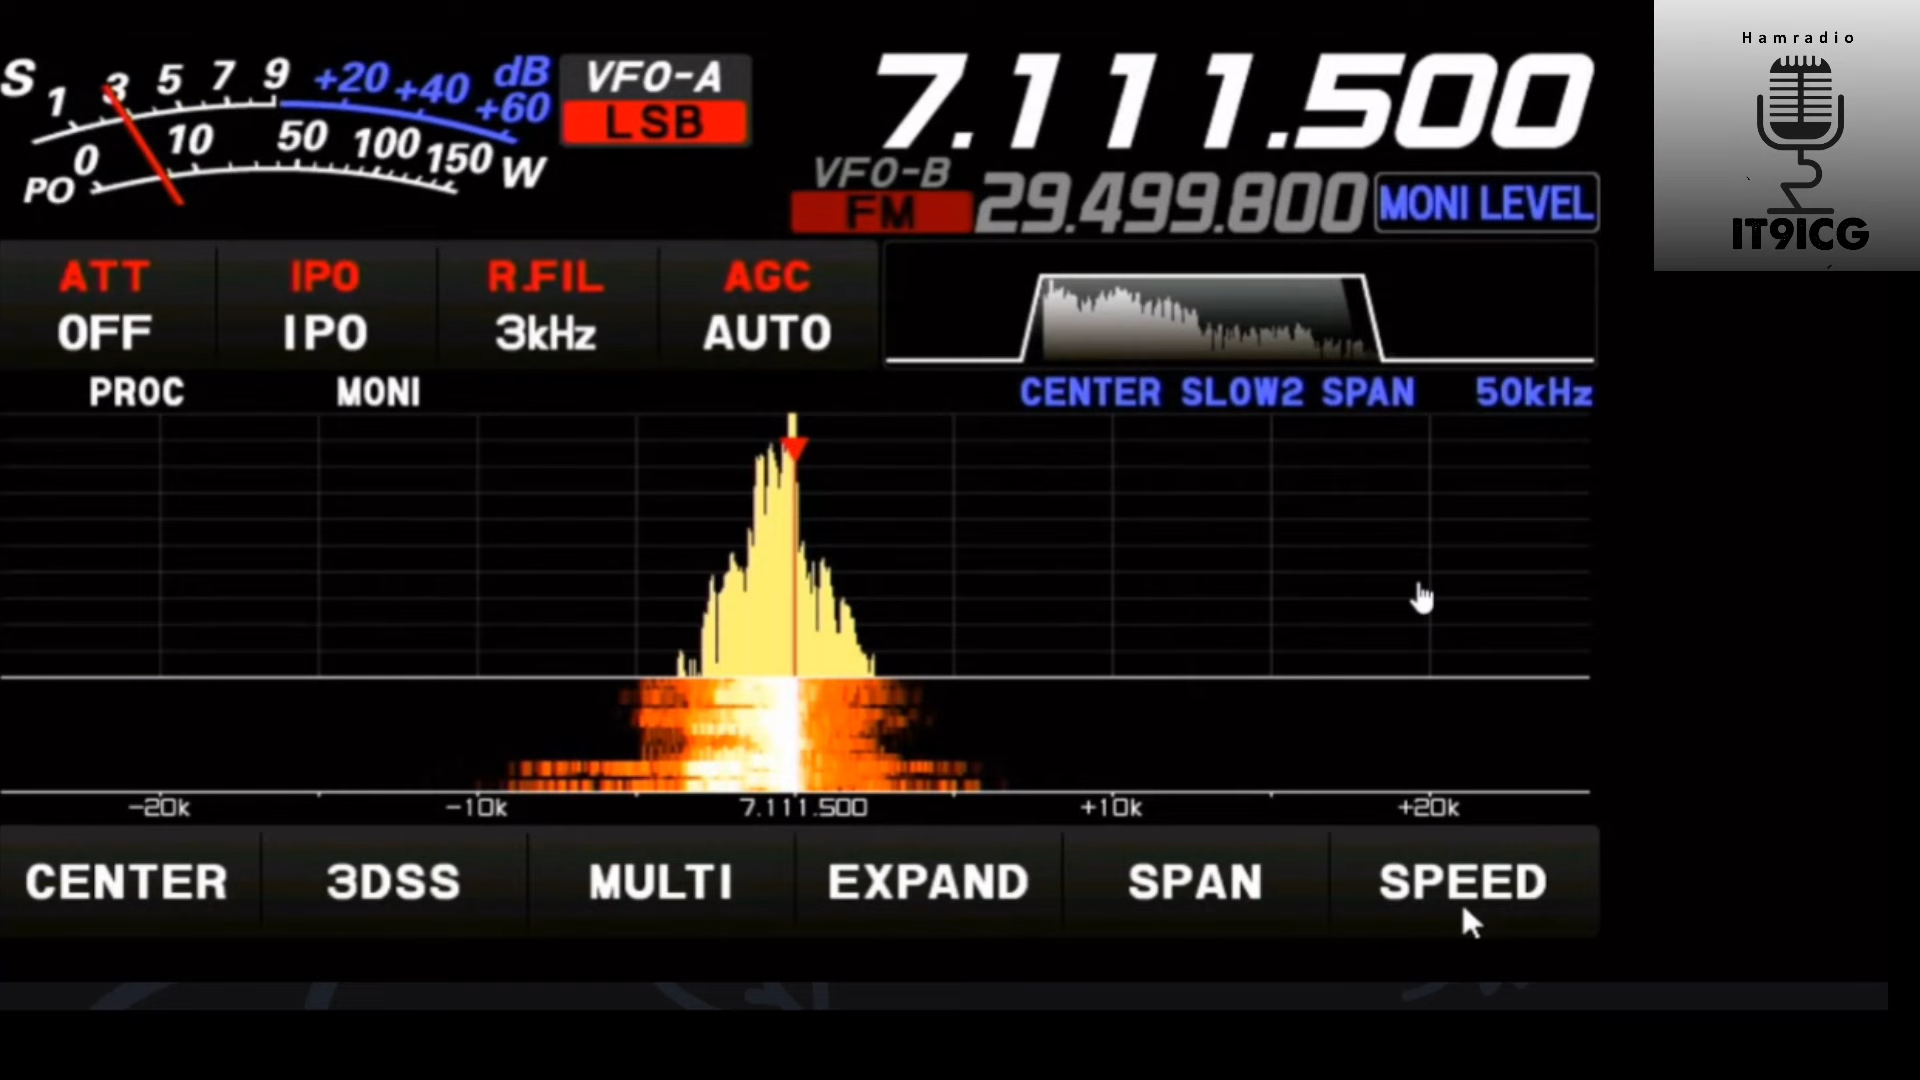 S 1 3 5 7 9 +20 +40 +60 dB
PO 0 10 50 100 150 W
VFO-A
LSB
7.111.500
VFO-B
FM
29.499.800
MONI LEVEL
Hamradio
IT9ICG
ATT IPO R.FIL AGC
OFF IPO 3kHz AUTO
PROC MONI
CENTER SLOW2 SPAN 50kHz
-20k -10k 7.111.500 +10k +20k
CENTER 3DSS MULTI EXPAND SPAN SPEED